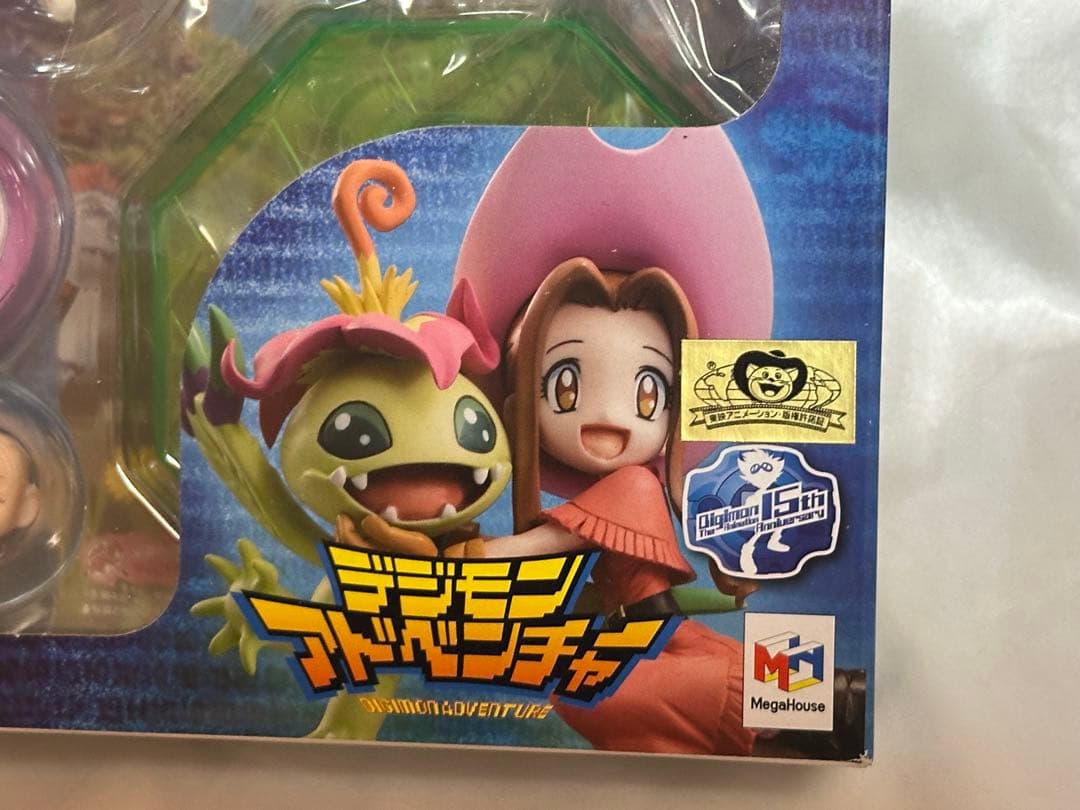 東映アニメーション・版権許諾証
Digimon
The Animation
15th
Anniversary
デジモン
アドベンチャー
DIGIMON ADVENTURE
MH
MegaHouse